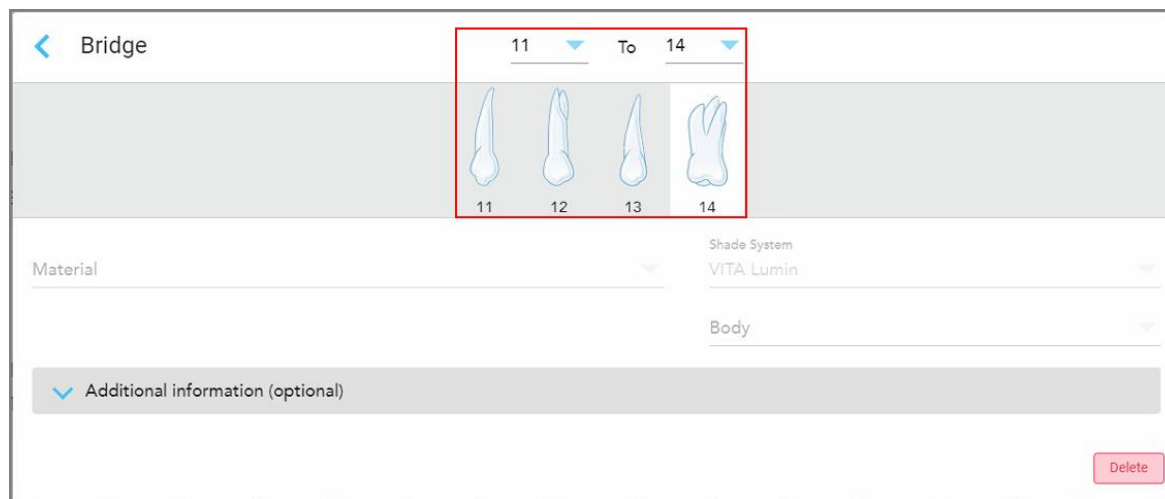 Bridge 11 To 14
11 12 13 14
Shade System
Material VITA Lumin
Body
Additional information (optional)
Delete